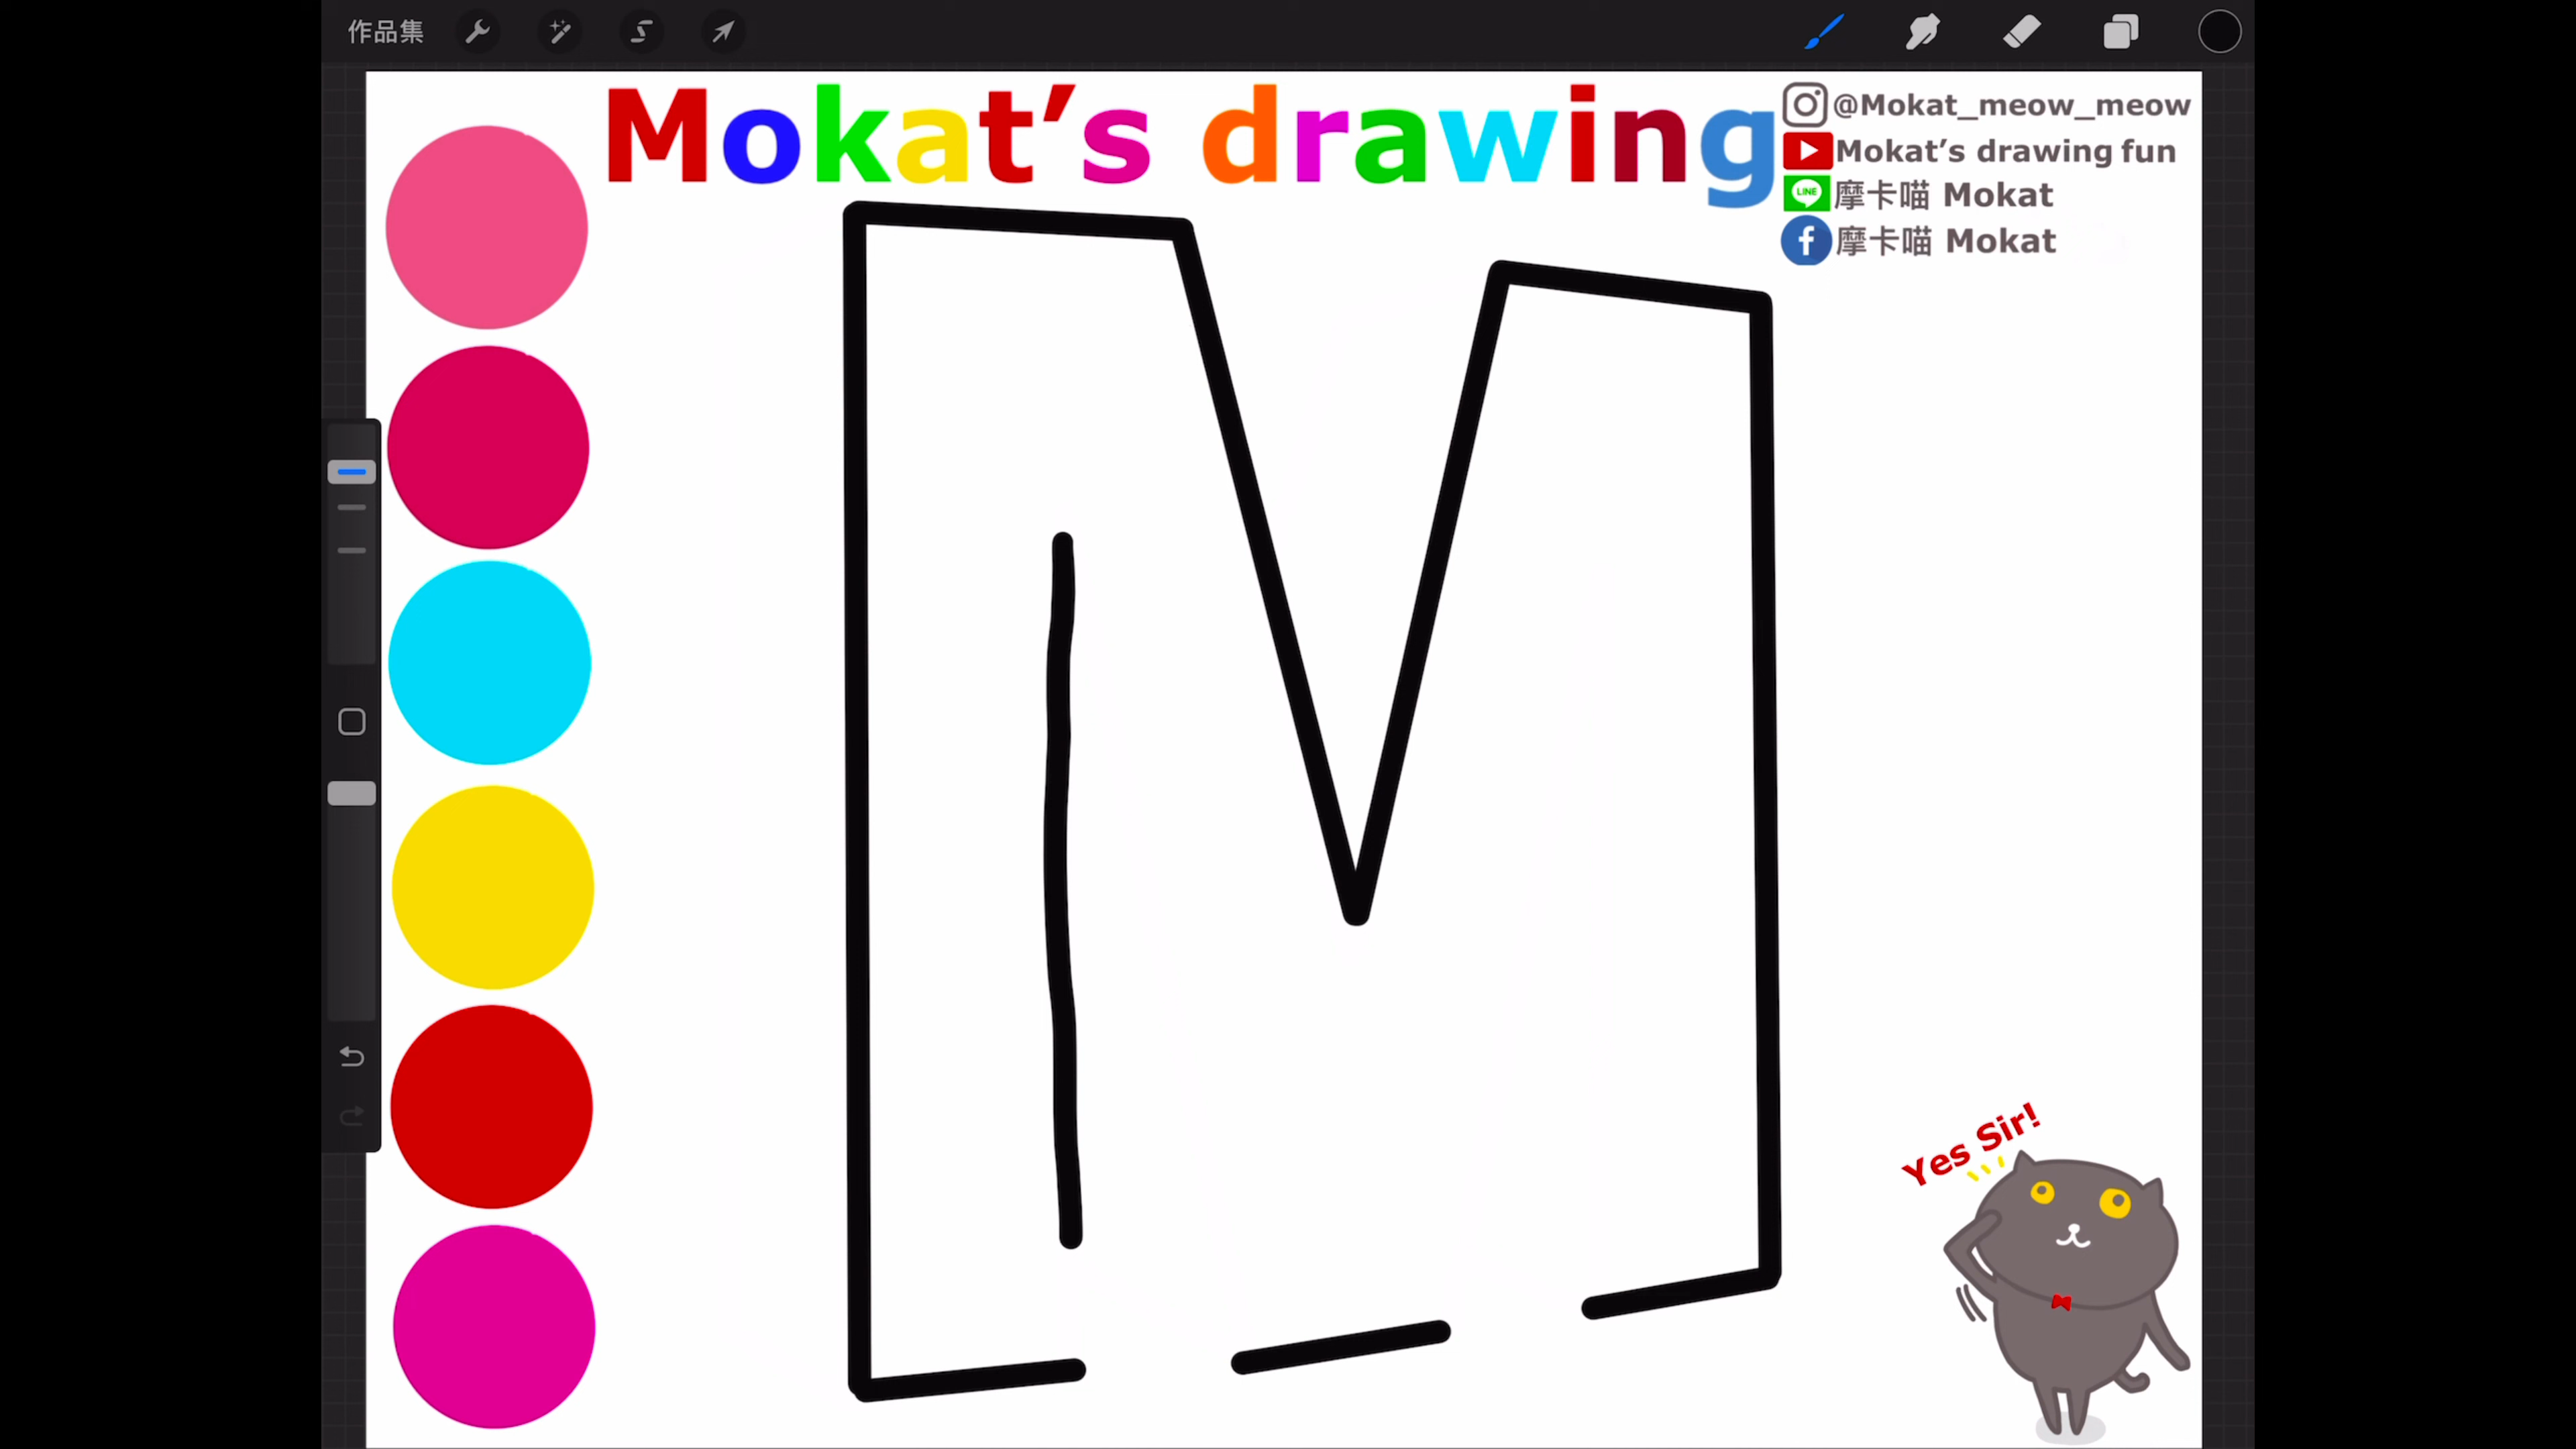 作品集
Mokat’s drawing
@Mokat_meow_meow
Mokat’s drawing fun
LINE
摩卡喵 Mokat
f
摩卡喵 Mokat
M
Yes Sir!